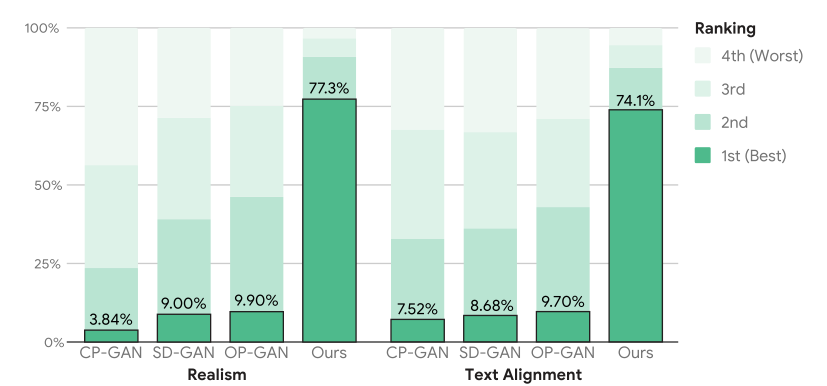 100%
75%
50%
25%
0%
3.84%
9.00%
9.90%
77.3%
7.52%
8.68%
9.70%
74.1%
CP-GAN SD-GAN OP-GAN Ours
CP-GAN SD-GAN OP-GAN Ours
Realism
Text Alignment
Ranking
4th (Worst)
3rd
2nd
1st (Best)